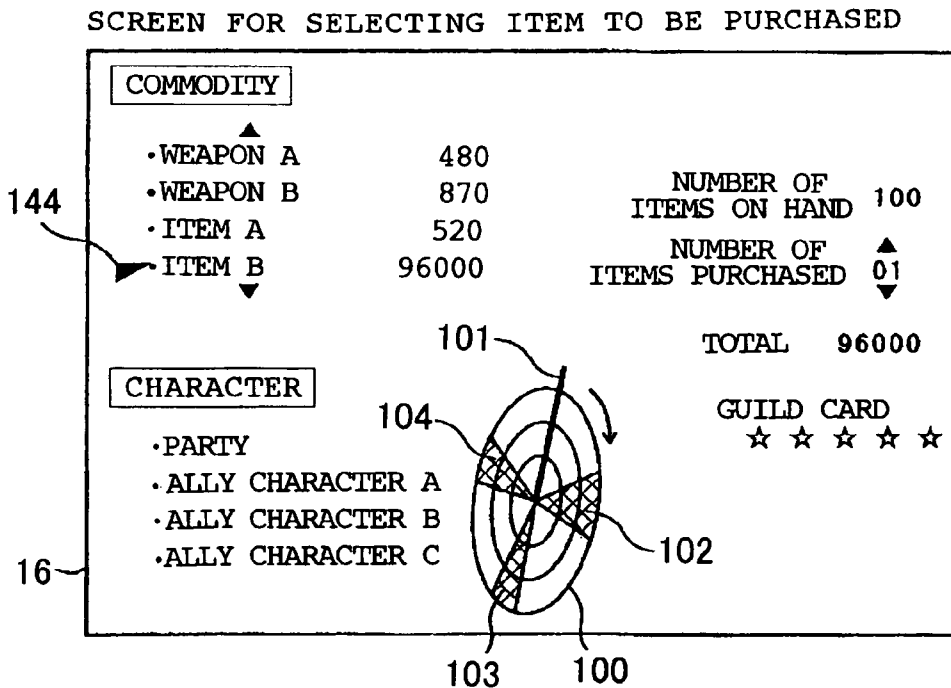 SCREEN FOR SELECTING ITEM TO BE PURCHASED
COMMODITY
▲
·WEAPON A 480
·WEAPON B 870
·ITEM A 520
·ITEM B 96000
▼
144
NUMBER OF
ITEMS ON HAND 100
NUMBER OF
ITEMS PURCHASED 01
▲
▼
TOTAL 96000
GUILD CARD
☆ ☆ ☆ ☆ ☆
CHARACTER
·PARTY
·ALLY CHARACTER A
·ALLY CHARACTER B
·ALLY CHARACTER C
101
104
102
16
103
100